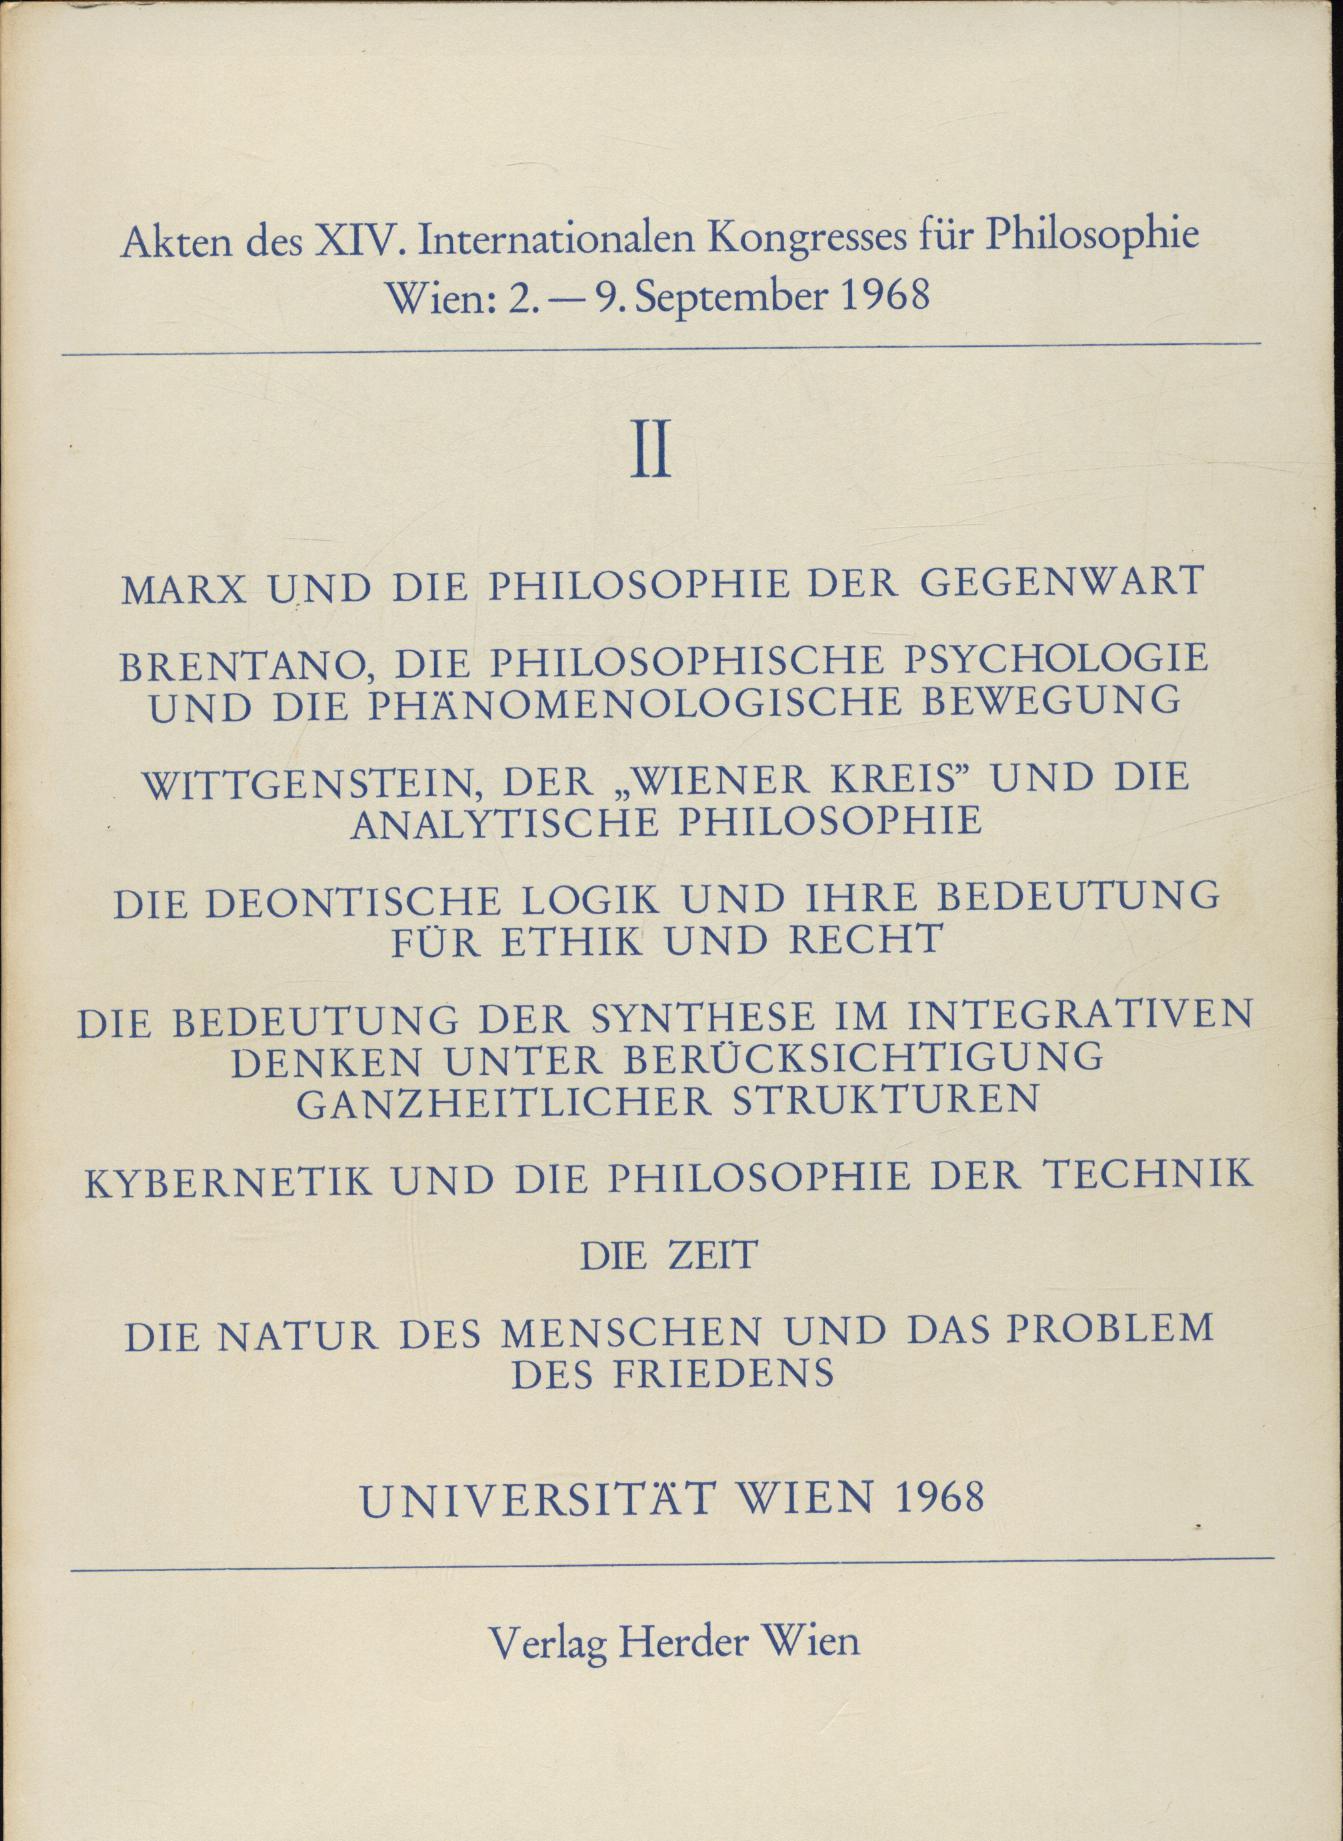 Akten des XIV. Internationalen Kongresses für Philosophie
Wien: 2. — 9. September 1968
II
MARX UND DIE PHILOSOPHIE DER GEGENWART
BRENTANO, DIE PHILOSOPHISCHE PSYCHOLOGIE
UND DIE PHÄNOMENOLOGISCHE BEWEGUNG
WITTGENSTEIN, DER „WIENER KREIS” UND DIE
ANALYTISCHE PHILOSOPHIE
DIE DEONTISCHE LOGIK UND IHRE BEDEUTUNG
FÜR ETHIK UND RECHT
DIE BEDEUTUNG DER SYNTHESE IM INTEGRATIVEN
DENKEN UNTER BERÜCKSICHTIGUNG
GANZHEITLICHER STRUKTUREN
KYBERNETIK UND DIE PHILOSOPHIE DER TECHNIK
DIE ZEIT
DIE NATUR DES MENSCHEN UND DAS PROBLEM
DES FRIEDENS
UNIVERSITÄT WIEN 1968
Verlag Herder Wien